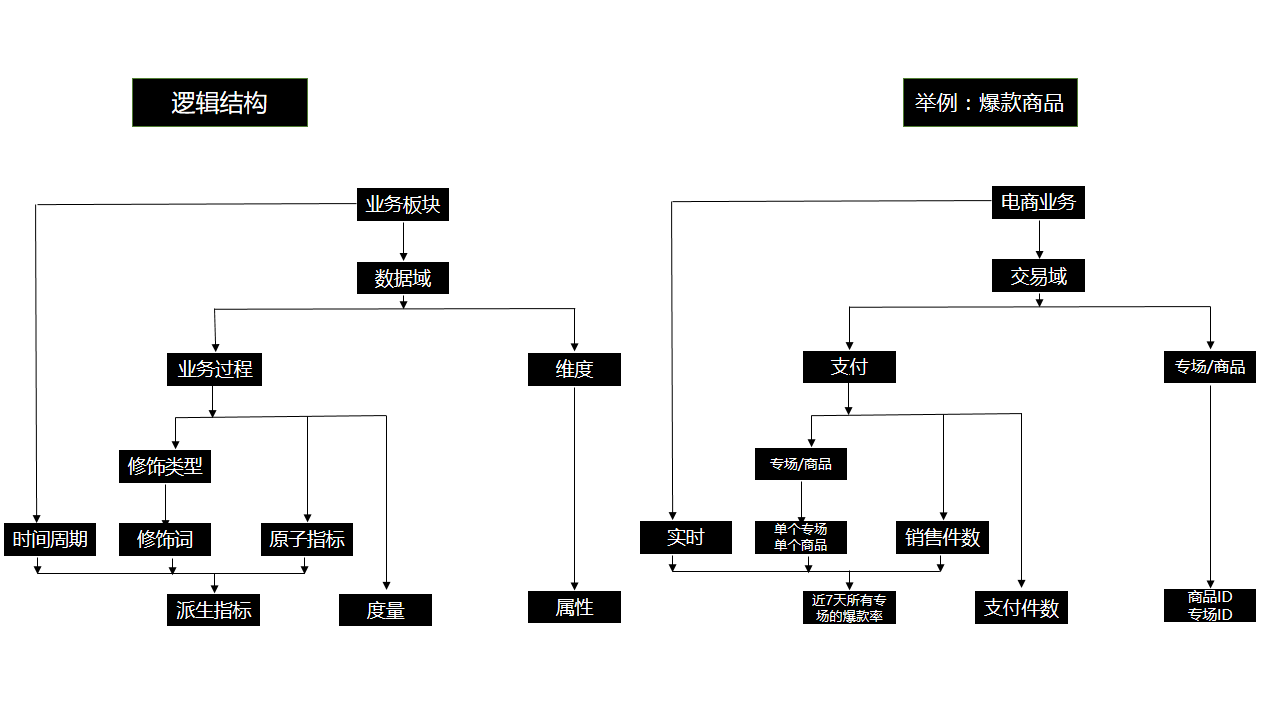 逻辑结构
举例：爆款商品
业务板块
数据域
业务过程
维度
修饰类型
时间周期
修饰词
原子指标
派生指标
度量
属性
电商业务
交易域
支付
专场/商品
专场/商品
实时
单个专场
单个商品
销售件数
近7天所有专
场的爆款率
支付件数
商品ID
专场ID